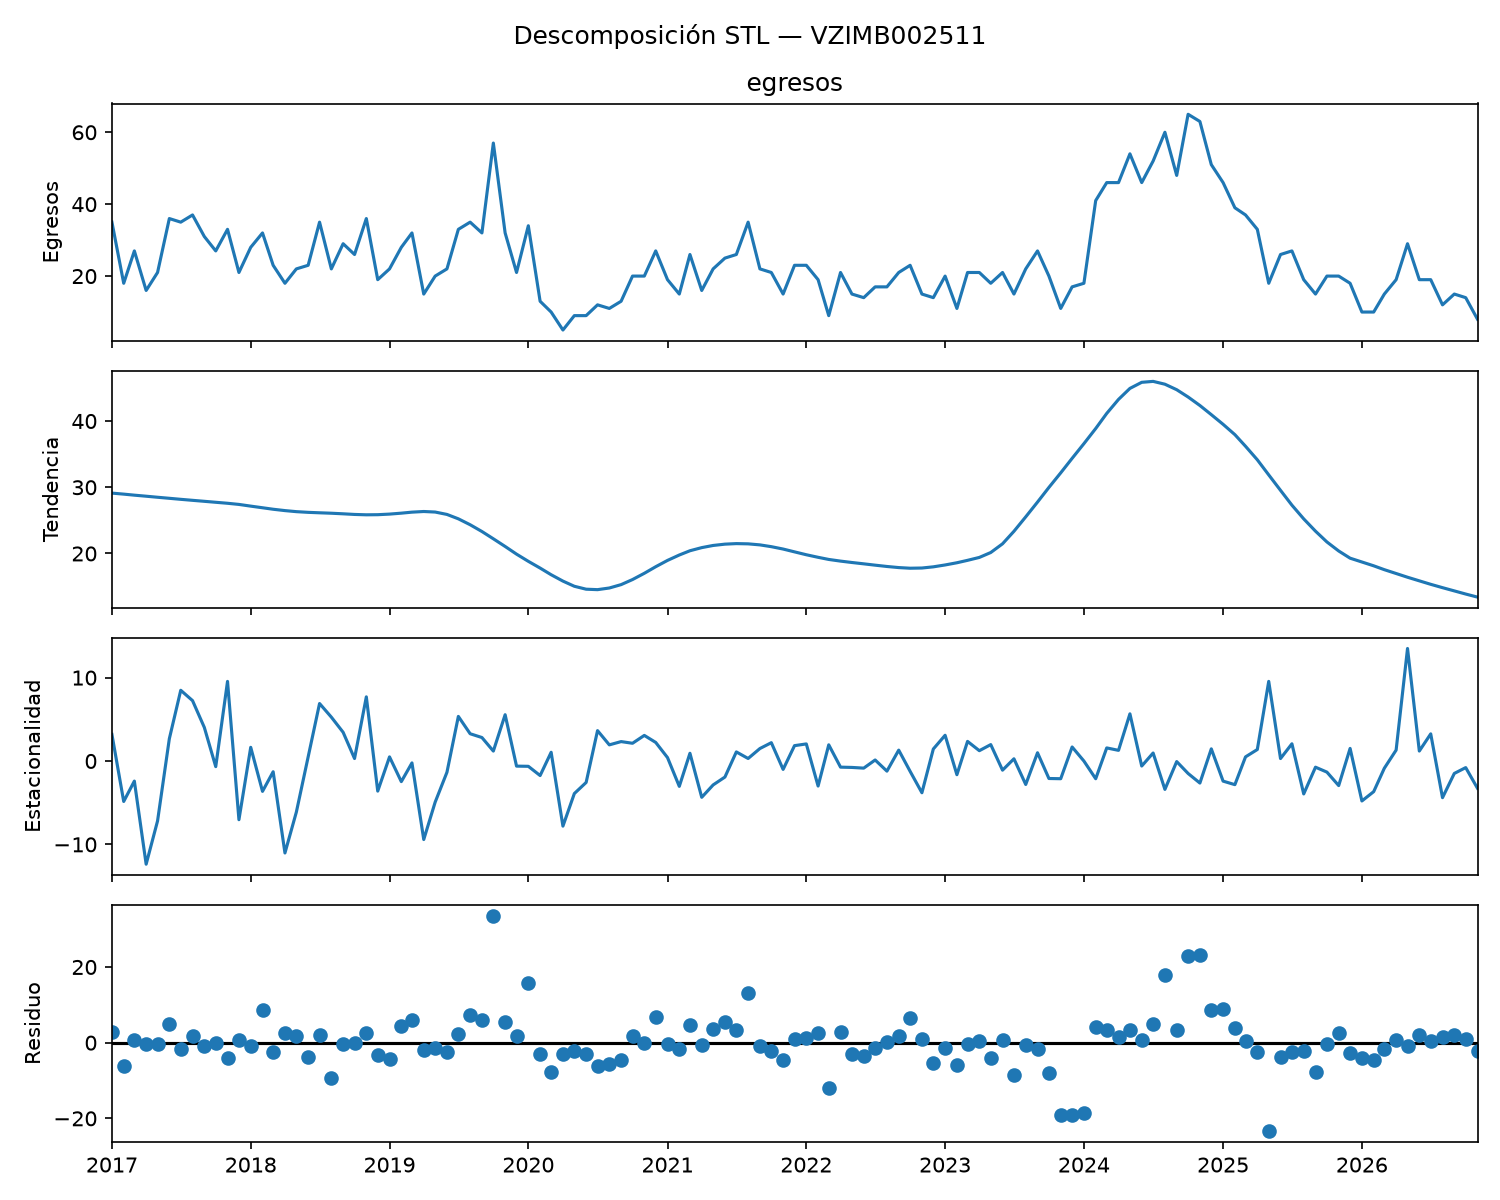 Descomposición STL — VZIMB002511
egresos
Egresos
60
40
20
Tendencia
40
30
20
Estacionalidad
10
0
−10
Residuo
20
0
−20
2017 2018 2019 2020 2021 2022 2023 2024 2025 2026